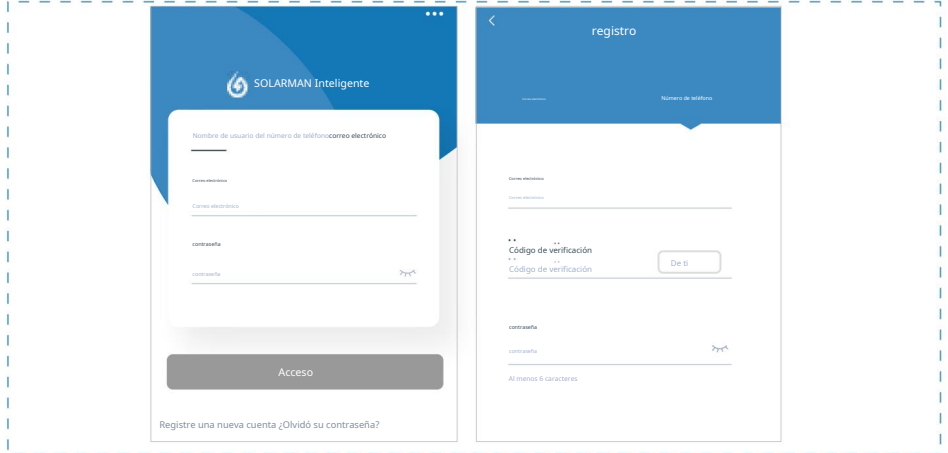 SOLARMAN Inteligente
Nombre de usuario del número de teléfonocorreo electrónico
Correo electrónico
Correo electrónico
contraseña
contraseña
Acceso
Registre una nueva cuenta ¿Olvidó su contraseña?
registro
Correo electrónico
Número de teléfono
Correo electrónico
Correo electrónico
Código de verificación
Código de verificación
De ti
contraseña
contraseña
Al menos 6 caracteres